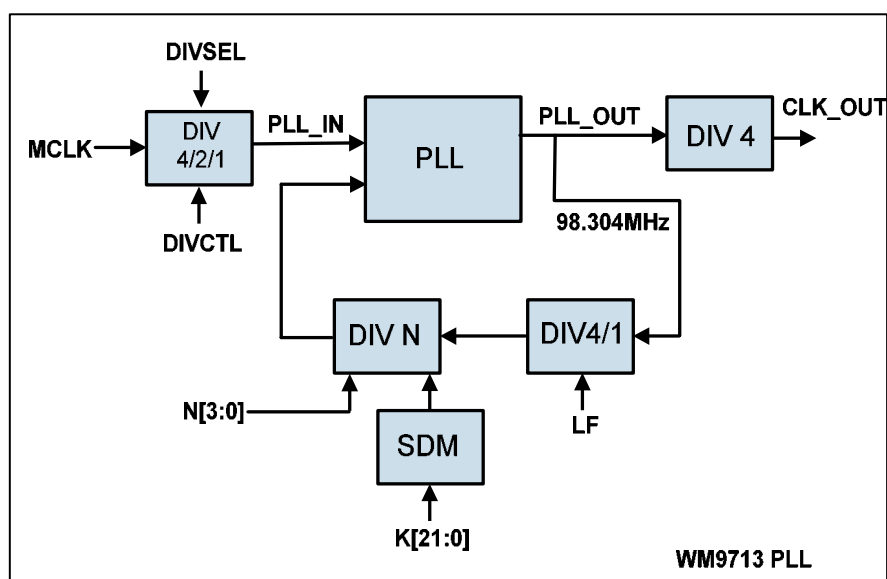 DIVSEL
MCLK
DIV
4/2/1
DIVCTL
PLL_IN
PLL
PLL_OUT
DIV 4
CLK_OUT
98.304MHz
DIV N
DIV4/1
N[3:0]
LF
SDM
K[21:0]
WM9713 PLL